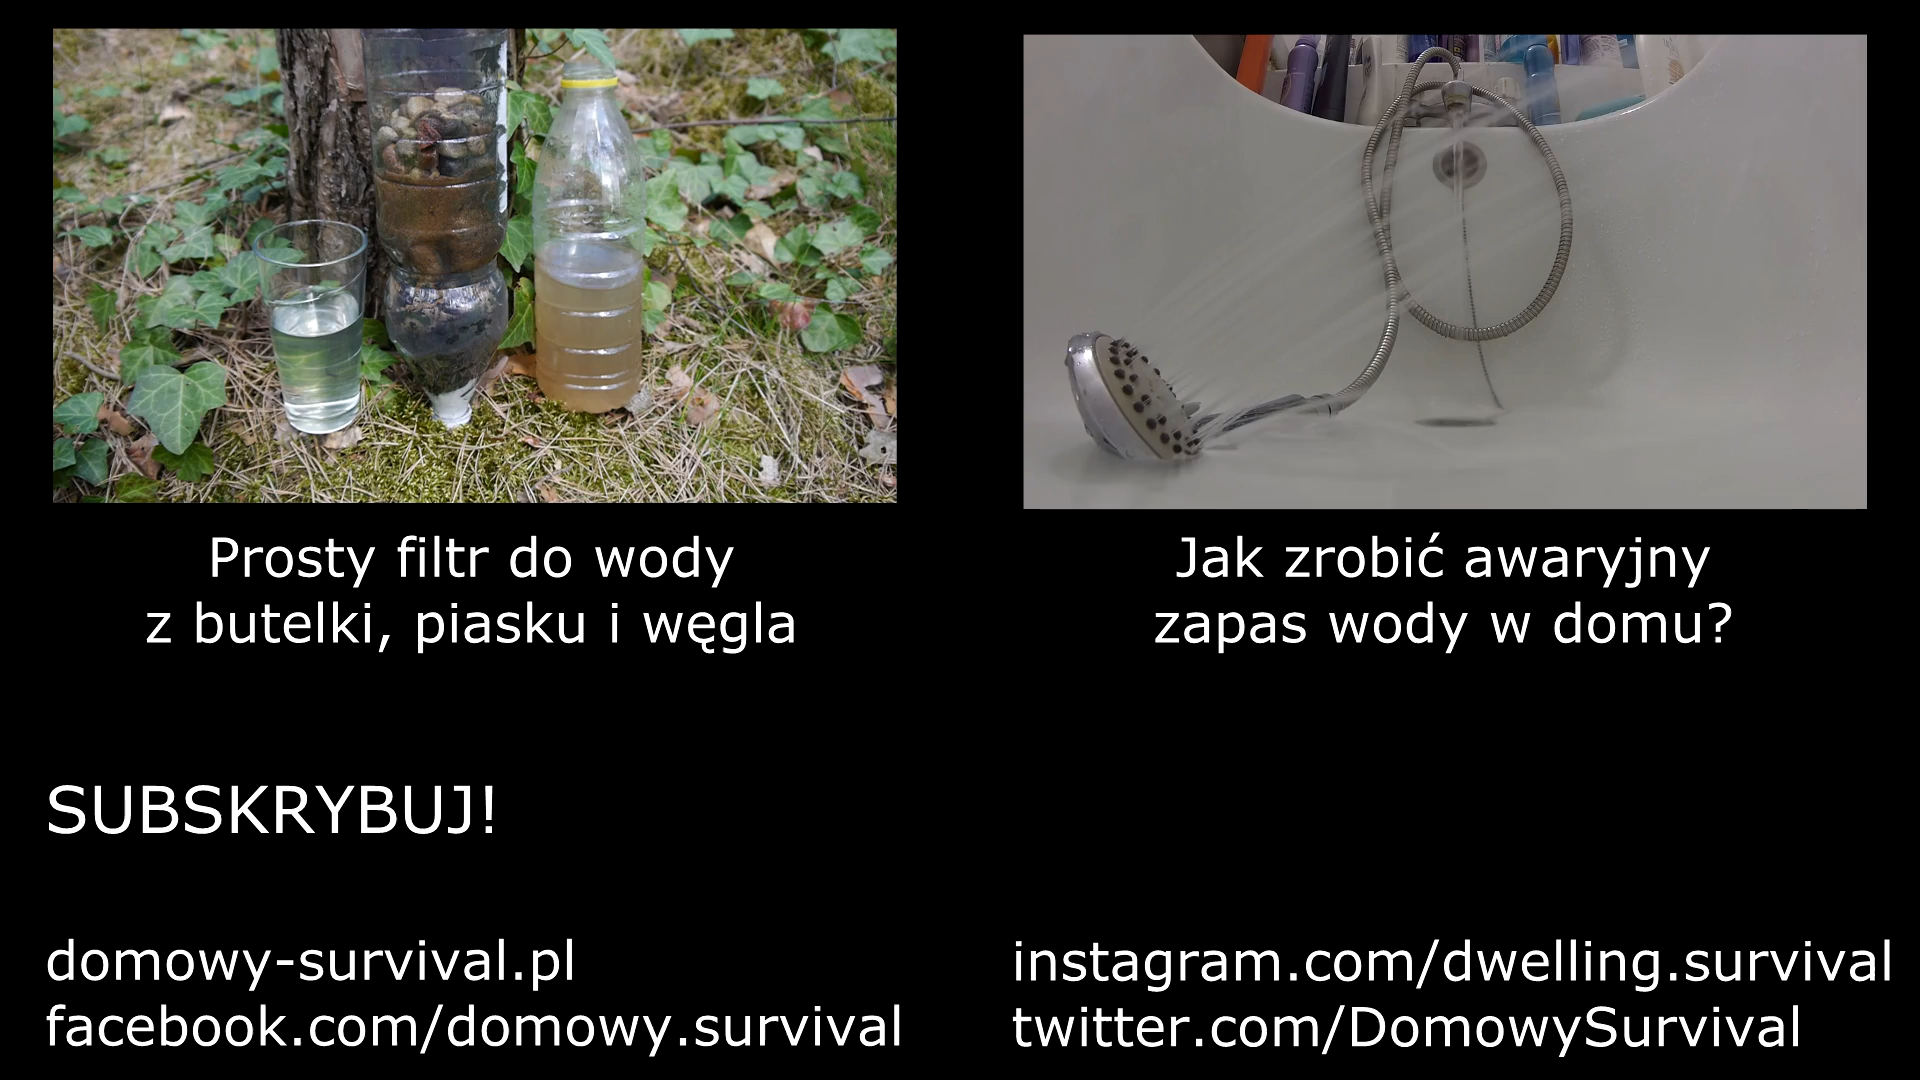 Prosty filtr do wody
z butelki, piasku i węgla
Jak zrobić awaryjny
zapas wody w domu?
SUBSKRYBUJ!
domowy-survival.pl
facebook.com/domowy.survival
instagram.com/dwelling.survival
twitter.com/DomowySurvival